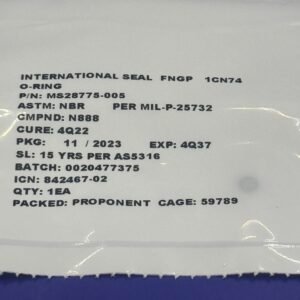 INTERNATIONAL SEAL FNGP 1CN74
O-RING
P/N: MS28775-005
ASTM: NBR PER MIL-P-25732
CMPND: N888
CURE: 4Q22
PKG: 11 / 2023 EXP: 4Q37
SL: 15 YRS PER AS5316
BATCH: 0020477375
ICN: 842467-02
QTY: 1EA
PACKED: PROPONENT CAGE: 59789